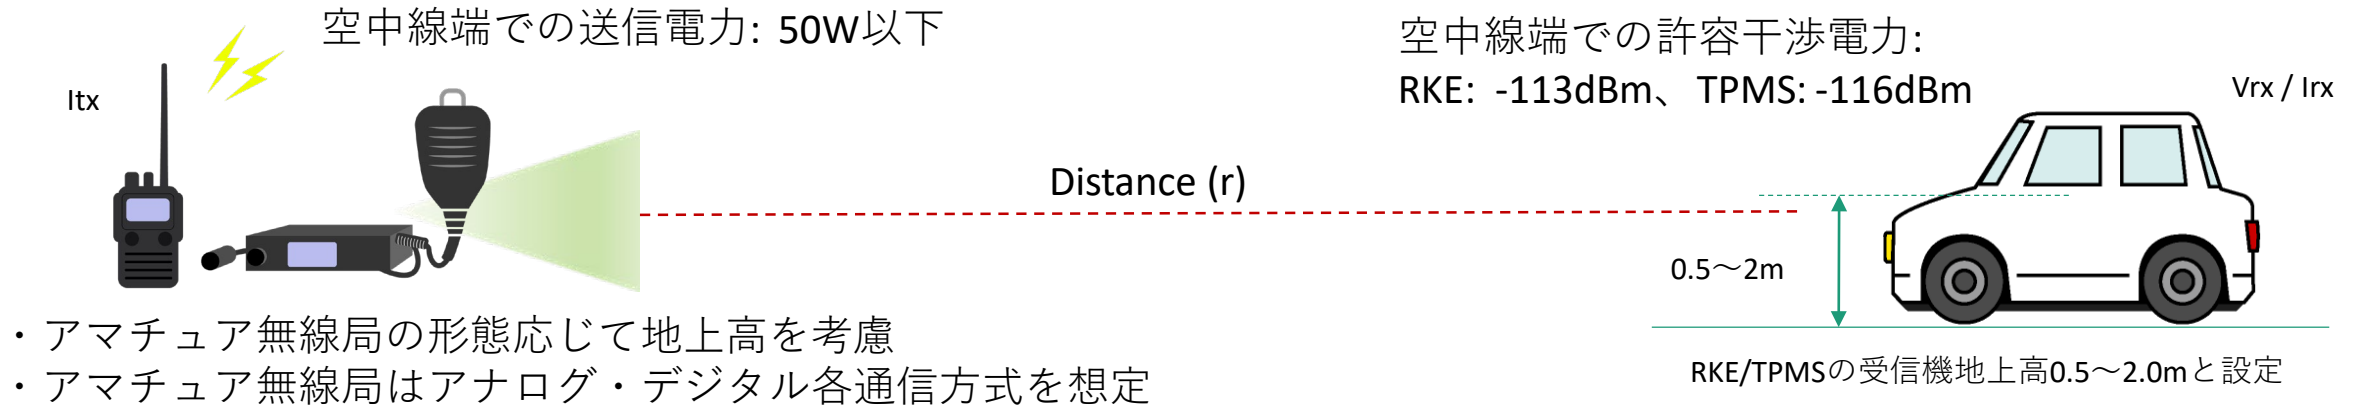 空中線端での送信電力: 50W以下
Itx
空中線端での許容干渉電力:
RKE: -113dBm、TPMS: -116dBm
Vrx / Irx
Distance (r)
0.5～2m
・アマチュア無線局の形態応じて地上高を考慮
・アマチュア無線局はアナログ・デジタル各通信方式を想定
RKE/TPMSの受信機地上高0.5～2.0mと設定